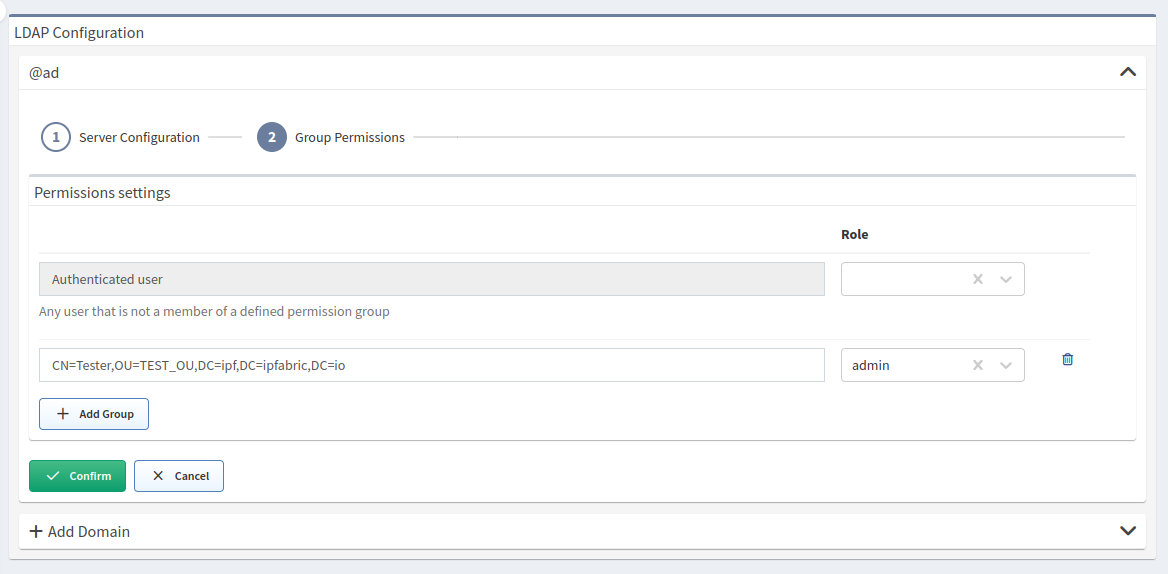 LDAP Configuration
@ad
1 Server Configuration 2 Group Permissions
Permissions settings
Role
Authenticated user
Any user that is not a member of a defined permission group
CN=Tester,OU=TEST_OU,DC=ipf,DC=ipfabric,DC=io admin
Add Group
Confirm Cancel
Add Domain